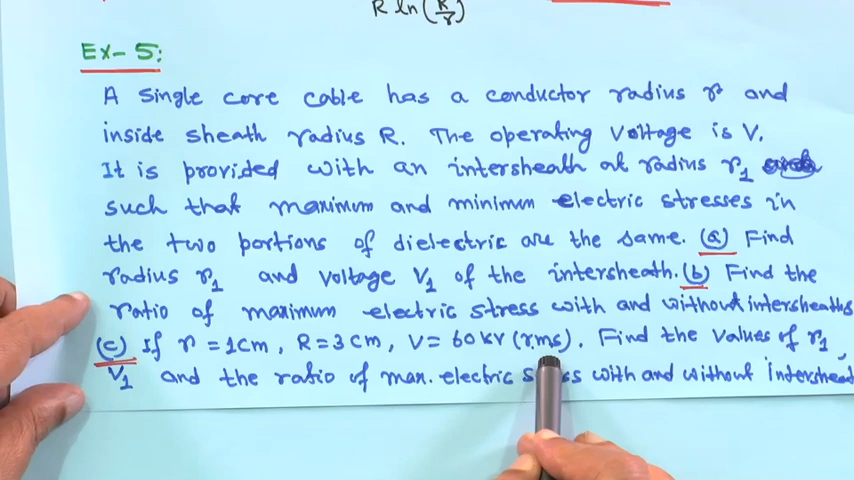 R ln(R/r)
Ex-5:
A single core cable has a conductor radius r and
inside sheath radius R. The operating Voltage is V.
It is provided with an intersheath at radius r1
such that maximum and minimum electric stresses in
the two portions of dielectric are the same. (a) Find
radius r1 and voltage V1 of the intersheath. (b) Find the
ratio of maximum electric stress with and without intersheaths
(c) If r = 1cm, R = 3cm, V = 60kV (rms). Find the values of r1,
V1 and the ratio of max. electric stress with and without Intersheat